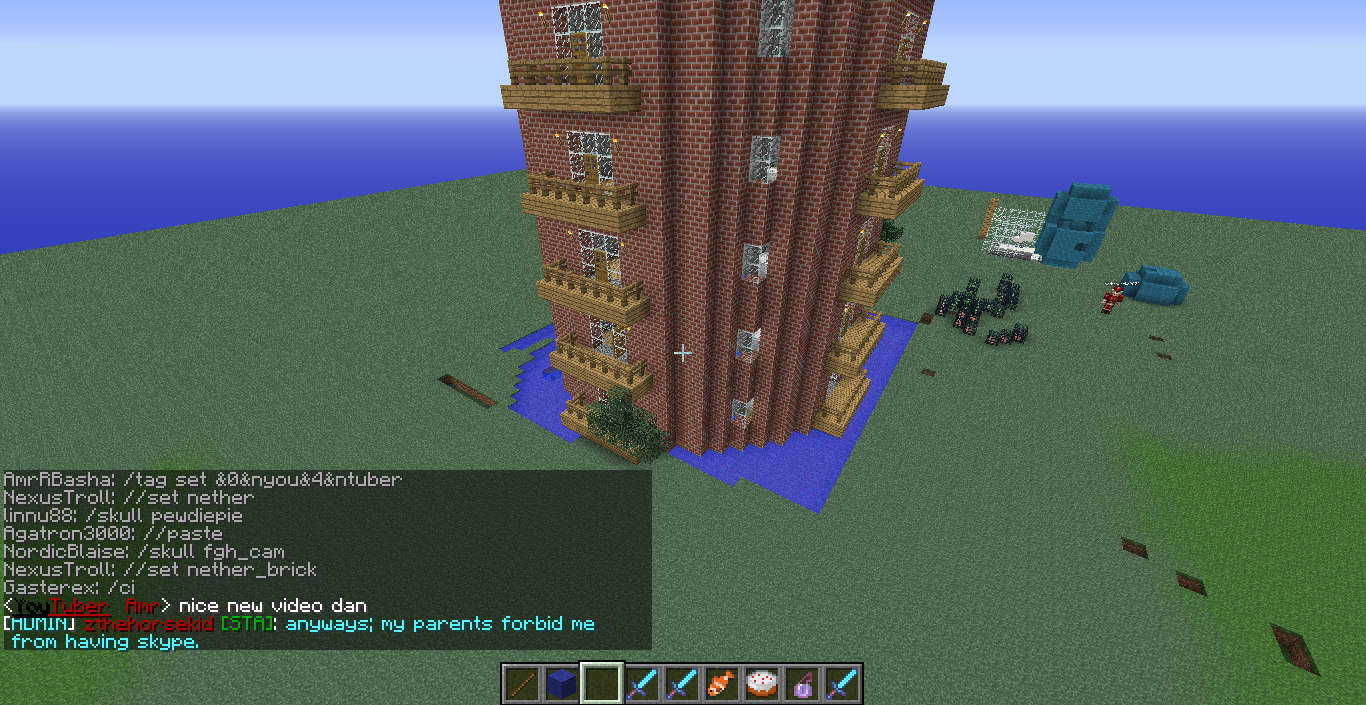 AmrRBasha: /tag set &0&nyou&4&ntuber
NexusTroll: //set nether
linnu88: /skull pewdiepie
Agatron3000: //paste
NordicBlaise: /skull fgh_cam
NexusTroll: //set nether_brick
Gasterex: /ci
<YouTuber Amr> nice new video dan
[ADMIN] zthehorsekid [STA]: anyways; my parents forbid me
from having skype.